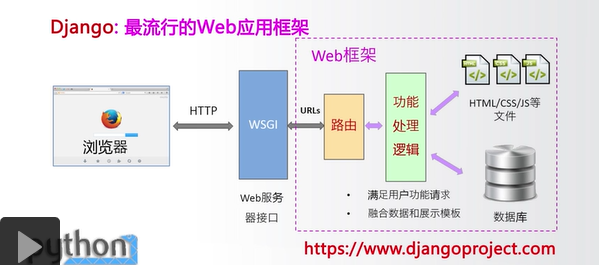 Django: 最流行的Web应用框架
Web框架
浏览器
HTTP
WSGI
URLs
路由
功能
处理
逻辑
HTML/CSS/JS等
文件
Web服务
器接口
• 满足用户功能请求
• 融合数据和展示模板
数据库
python
https://www.djangoproject.com